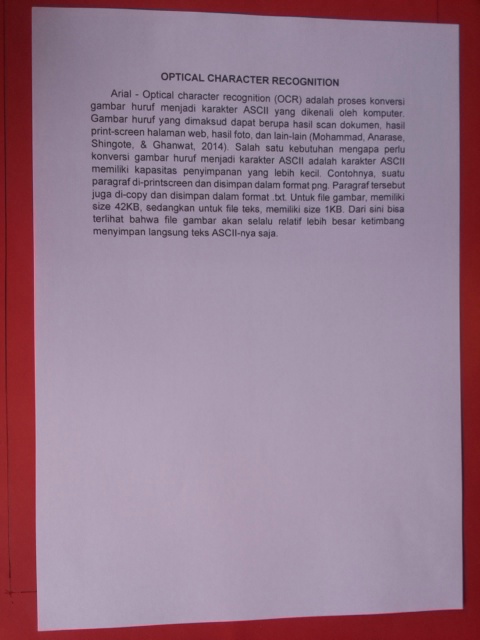 OPTICAL CHARACTER RECOGNITION
Arial - Optical character recognition (OCR) adalah proses konversi
gambar huruf menjadi karakter ASCII yang dikenali oleh komputer.
Gambar huruf yang dimaksud dapat berupa hasil scan dokumen, hasil
print-screen halaman web, hasil foto, dan lain-lain (Mohammad, Anarase,
Shingote, & Ghanwat, 2014). Salah satu kebutuhan mengapa perlu
konversi gambar huruf menjadi karakter ASCII adalah karakter ASCII
memiliki kapasitas penyimpanan yang lebih kecil. Contohnya, suatu
paragraf di-printscreen dan disimpan dalam format png. Paragraf tersebut
juga di-copy dan disimpan dalam format .txt. Untuk file gambar, memiliki
size 42KB, sedangkan untuk file teks, memiliki size 1KB. Dari sini bisa
terlihat bahwa file gambar akan selalu relatif lebih besar ketimbang
menyimpan langsung teks ASCII-nya saja.